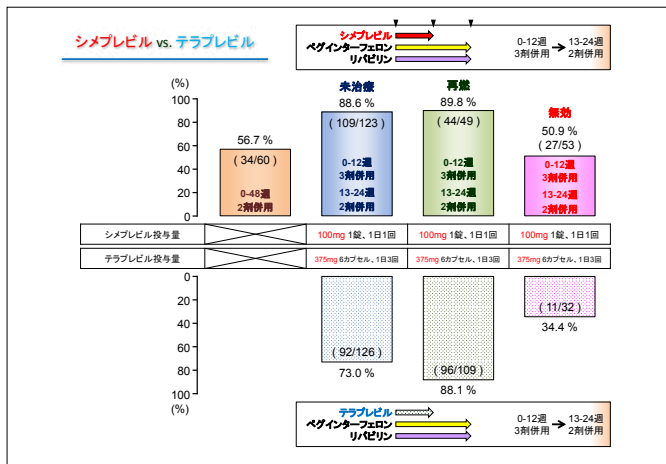 シメプレビル vs. テラプレビル
シメプレビル
ペグインターフェロン
リバビリン
0-12週
3剤併用
→
13-24週
2剤併用
(%)
100
80
60
40
20
0
56.7 %
( 34/60 )
0-48週
2剤併用
未治療
88.6 %
( 109/123 )
0-12週
3剤併用
13-24週
2剤併用
再燃
89.8 %
( 44/49 )
0-12週
3剤併用
13-24週
2剤併用
無効
50.9 %
( 27/53 )
0-12週
3剤併用
13-24週
2剤併用
シメプレビル投与量
100mg 1錠、1日1回
100mg 1錠、1日1回
100mg 1錠、1日1回
テラプレビル投与量
375mg 6カプセル、1日3回
375mg 6カプセル、1日3回
375mg 6カプセル、1日3回
0
20
40
60
80
100
(%)
( 92/126 )
73.0 %
( 96/109 )
88.1 %
( 11/32 )
34.4 %
テラプレビル
ペグインターフェロン
リバビリン
0-12週
3剤併用
→
13-24週
2剤併用